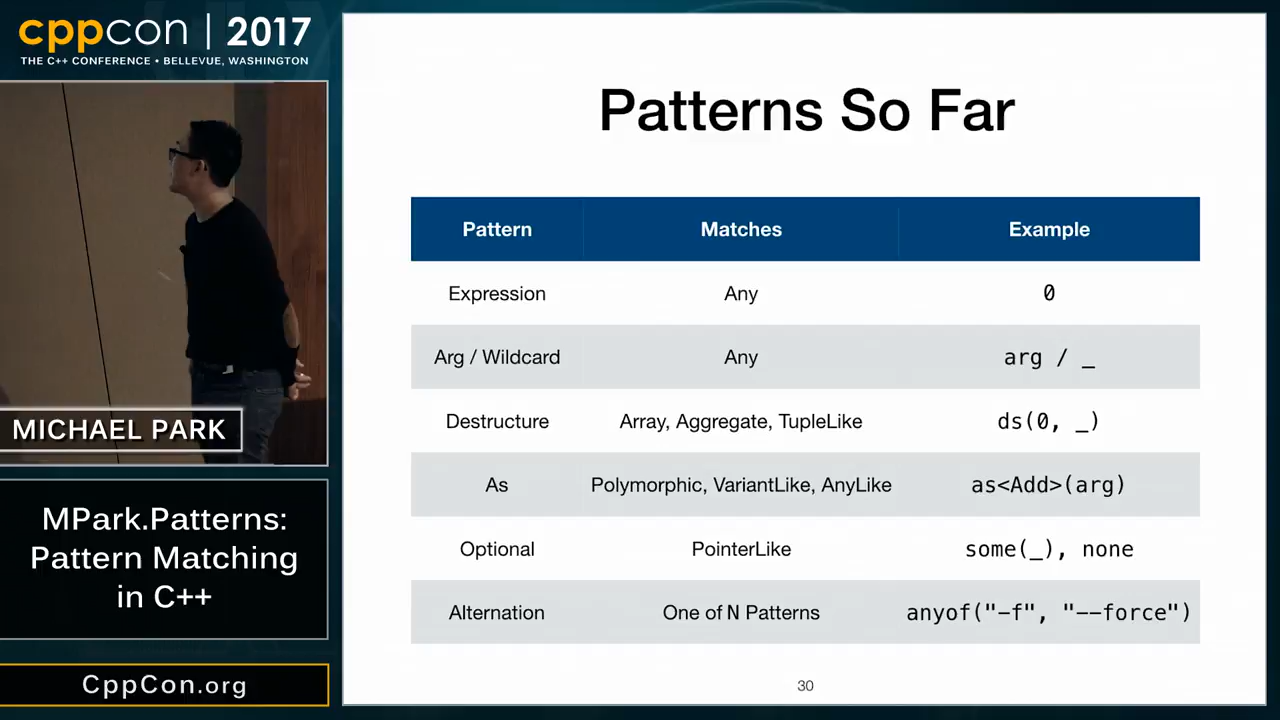 cppcon | 2017
THE C++ CONFERENCE • BELLEVUE, WASHINGTON
MICHAEL PARK
MPark.Patterns:
Pattern Matching
in C++
CppCon.org
Patterns So Far
Pattern Matches Example
Expression Any 0
Arg / Wildcard Any arg / _
Destructure Array, Aggregate, TupleLike ds(0, _)
As Polymorphic, VariantLike, AnyLike as<Add>(arg)
Optional PointerLike some(_), none
Alternation One of N Patterns anyof("-f", "--force")
30